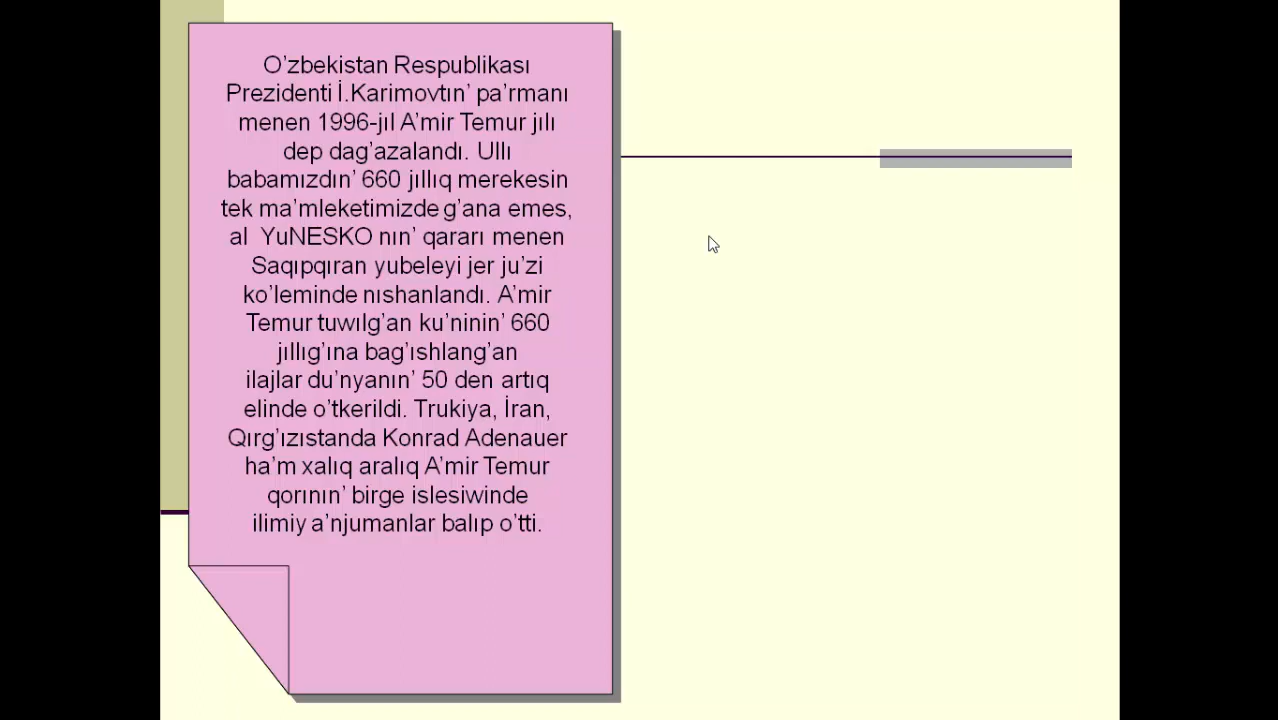 O’zbekistan Respublikası
Prezidenti İ.Karimovtın’ pa’rmanı
menen 1996-jıl A’mir Temur jılı
dep dag’azalandı. Ullı
babamızdın’ 660 jıllıq merekesin
tek ma’mleketimizde g’ana emes,
al YuNESKO nın’ qararı menen
Saqıpqıran yubeleyi jer ju’zi
ko’leminde nıshanlandı. A’mir
Temur tuwılg’an ku’ninin’ 660
jıllıg’ına bag’ıshlang’an
ilajlar du’nyanın’ 50 den artıq
elinde o’tkerildi. Trukiya, İran,
Qırg’ızıstanda Konrad Adenauer
ha’m xalıq aralıq A’mir Temur
qorının’ birge islesiwinde
ilimiy a’njumanlar balıp o’tti.